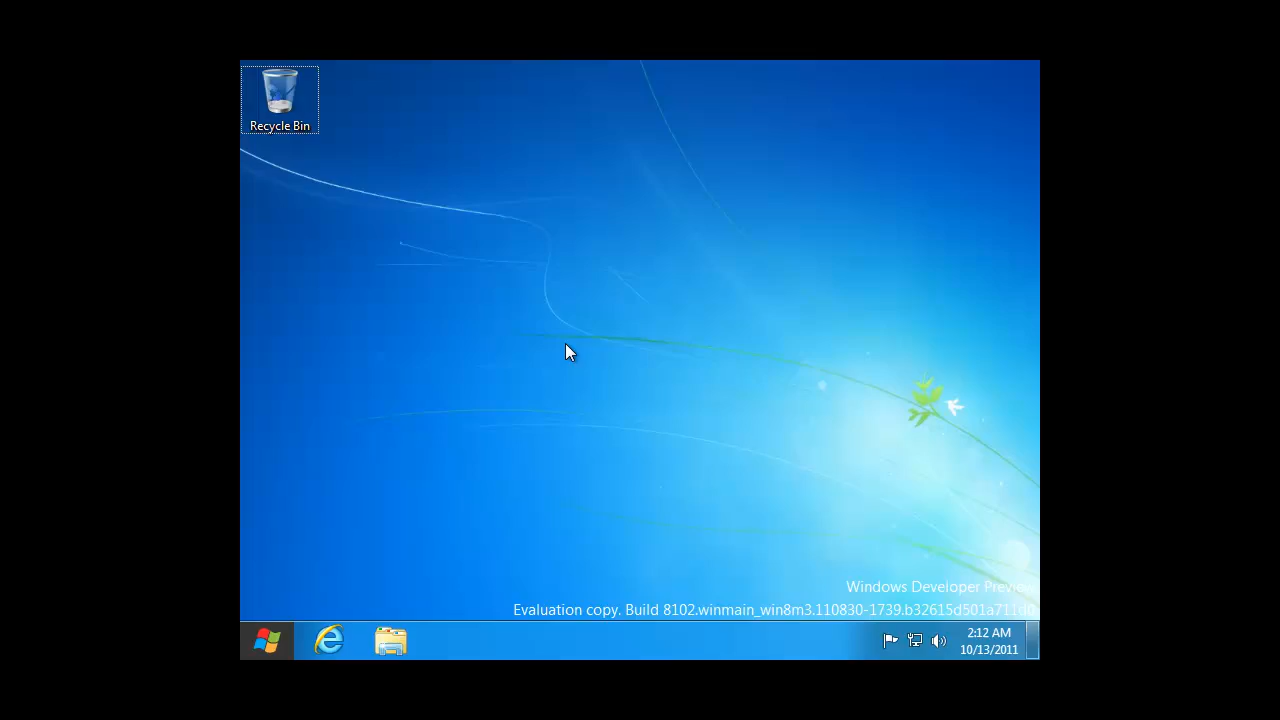 Recycle Bin
Windows Developer Preview
Evaluation copy. Build 8102.winmain_win8m3.110830-1739.b32615d501a711d0
2:12 AM
10/13/2011